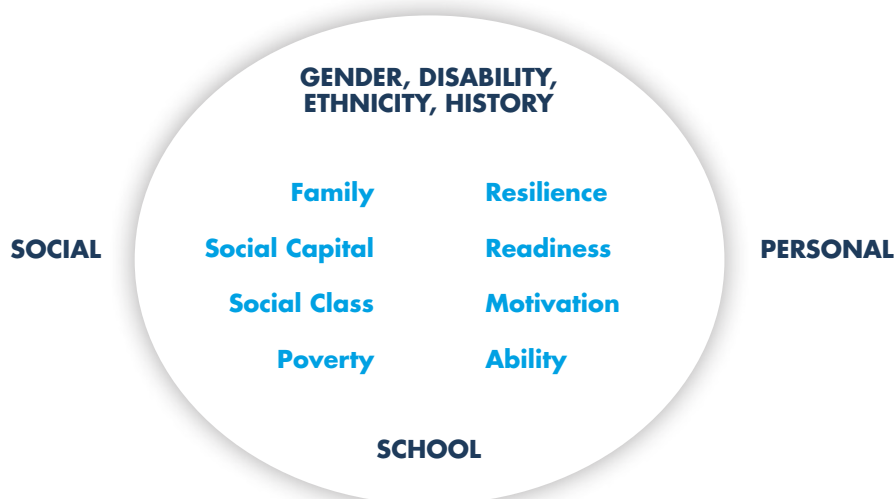 GENDER, DISABILITY,
ETHNICITY, HISTORY
Family Resilience
SOCIAL Social Capital Readiness PERSONAL
Social Class Motivation
Poverty Ability
SCHOOL